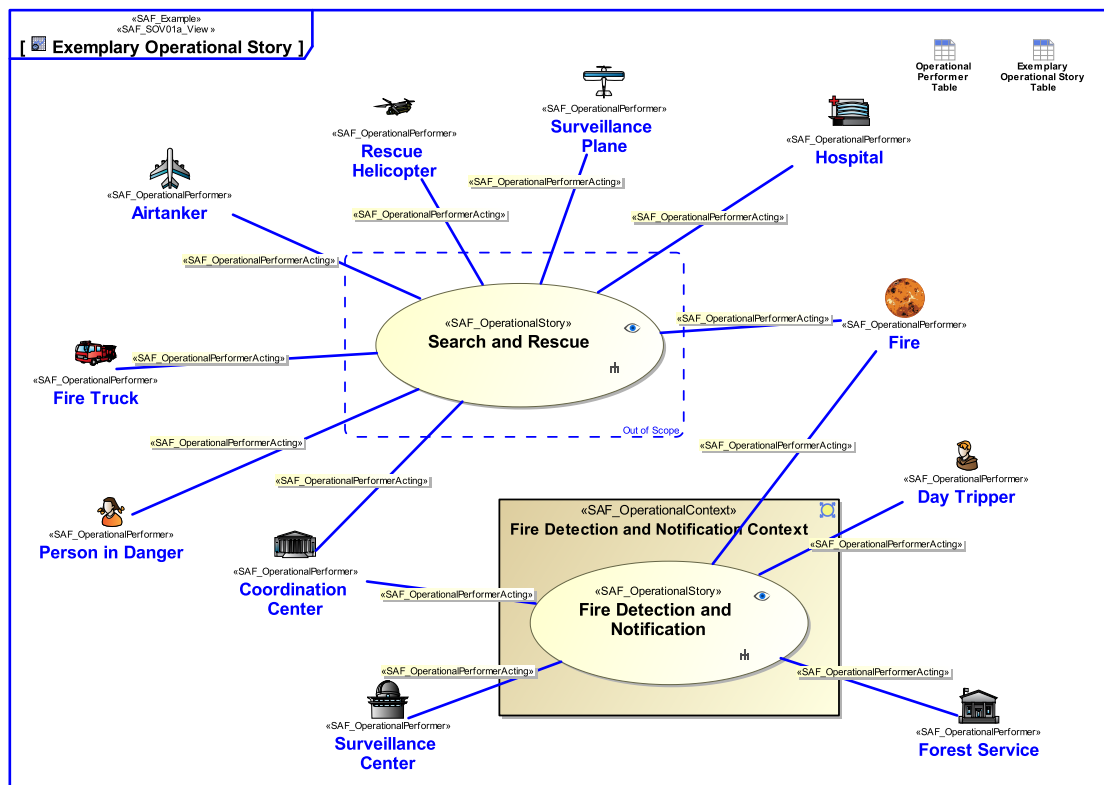 «SAF_Example»
«SAF_SOV01a_View »
[ Exemplary Operational Story ]
Operational
Performer
Table
Exemplary
Operational Story
Table
«SAF_OperationalPerformer»
Surveillance
Plane
«SAF_OperationalPerformer»
Rescue
Helicopter
«SAF_OperationalPerformer»
Hospital
«SAF_OperationalPerformer»
Airtanker
«SAF_OperationalPerformerActing»
«SAF_OperationalPerformerActing»
«SAF_OperationalPerformerActing»
«SAF_OperationalPerformerActing»
«SAF_OperationalStory»
Search and Rescue
Out of Scope
«SAF_OperationalPerformerActing»
«SAF_OperationalPerformer»
Fire
«SAF_OperationalPerformerActing»
«SAF_OperationalPerformer»
Fire Truck
«SAF_OperationalPerformerActing»
«SAF_OperationalPerformerActing»
«SAF_OperationalPerformerActing»
«SAF_OperationalPerformer»
Day Tripper
«SAF_OperationalPerformer»
Person in Danger
«SAF_OperationalPerformer»
Coordination
Center
«SAF_OperationalContext»
Fire Detection and Notification Context
«SAF_OperationalPerformerActing»
«SAF_OperationalStory»
Fire Detection and
Notification
«SAF_OperationalPerformerActing»
«SAF_OperationalPerformerActing»
«SAF_OperationalPerformerActing»
«SAF_OperationalPerformer»
Surveillance
Center
«SAF_OperationalPerformer»
Forest Service